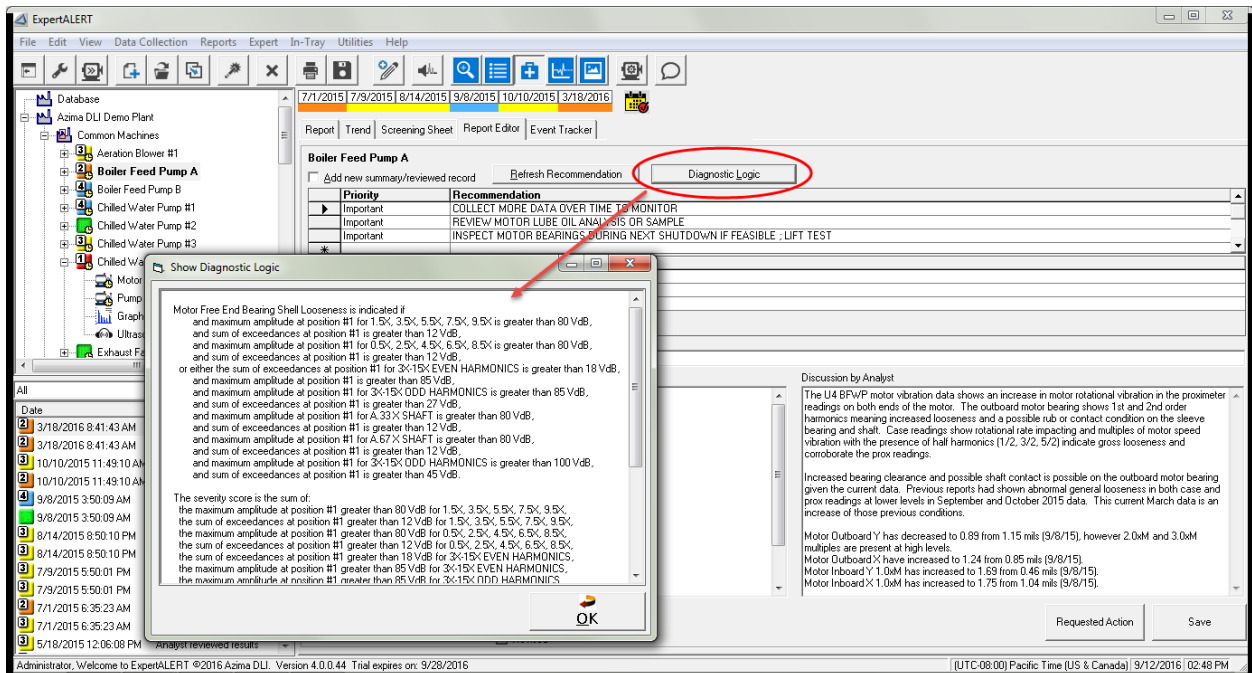 ExpertALERT
File Edit View Data Collection Reports Expert In-Tray Utilities Help
7/1/2015 7/9/2015 8/14/2015 9/8/2015 10/10/2015 3/18/2016
Report Trend Screening Sheet Report Editor Event Tracker
Database
Azima DLI Demo Plant
Common Machines
3 Aeration Blower #1
2 Boiler Feed Pump A
4 Boiler Feed Pump B
4 Chilled Water Pump #1
Chilled Water Pump #2
3 Chilled Water Pump #3
1 Chilled Wa
Motor
Pump
Graph
Ultras
Exhaust Fa
Boiler Feed Pump A
Add new summary/reviewed record Refresh Recommendation Diagnostic Logic
Priority Recommendation
Important COLLECT MORE DATA OVER TIME TO MONITOR
Important REVIEW MOTOR LUBE OIL ANALYSIS OR SAMPLE
Important INSPECT MOTOR BEARINGS DURING NEXT SHUTDOWN IF FEASIBLE ; LIFT TEST
Show Diagnostic Logic
Motor Free End Bearing Shell Looseness is indicated if
and maximum amplitude at position #1 for 1.5X, 3.5X, 5.5X, 7.5X, 9.5X is greater than 80 VdB,
and sum of exceedances at position #1 is greater than 12 VdB,
and maximum amplitude at position #1 for 0.5X, 2.5X, 4.5X, 6.5X, 8.5X is greater than 80 VdB,
and sum of exceedances at position #1 is greater than 12 VdB,
or either the sum of exceedances at position #1 for 3X-15X EVEN HARMONICS is greater than 18 VdB,
and maximum amplitude at position #1 is greater than 85 VdB,
and maximum amplitude at position #1 for 3X-15X ODD HARMONICS is greater than 85 VdB,
and sum of exceedances at position #1 is greater than 27 VdB,
and maximum amplitude at position #1 for A.33 X SHAFT is greater than 80 VdB,
and sum of exceedances at position #1 is greater than 12 VdB,
and maximum amplitude at position #1 for A.67 X SHAFT is greater than 80 VdB,
and sum of exceedances at position #1 is greater than 12 VdB,
and maximum amplitude at position #1 for 3X-15X ODD HARMONICS is greater than 100 VdB,
and sum of exceedances at position #1 is greater than 45 VdB.
The severity score is the sum of:
the maximum amplitude at position #1 greater than 80 VdB for 1.5X, 3.5X, 5.5X, 7.5X, 9.5X,
the sum of exceedances at position #1 greater than 12 VdB for 1.5X, 3.5X, 5.5X, 7.5X, 9.5X,
the maximum amplitude at position #1 greater than 80 VdB for 0.5X, 2.5X, 4.5X, 6.5X, 8.5X,
the sum of exceedances at position #1 greater than 12 VdB for 0.5X, 2.5X, 4.5X, 6.5X, 8.5X,
the sum of exceedances at position #1 greater than 18 VdB for 3X-15X EVEN HARMONICS,
the maximum amplitude at position #1 greater than 85 VdB for 3X-15X EVEN HARMONICS,
the maximum amplitude at position #1 greater than 85 VdB for 3X-15X ODD HARMONICS
OK
All
Date
2 3/18/2016 8:41:43 AM
2 3/18/2016 8:41:43 AM
3 10/10/2015 11:49:10 AM
2 10/10/2015 11:49:10 AM
4 9/8/2015 3:50:09 AM
9/8/2015 3:50:09 AM
3 8/14/2015 8:50:10 PM
3 8/14/2015 8:50:10 PM
3 7/9/2015 5:50:01 PM
3 7/9/2015 5:50:01 PM
2 7/1/2015 6:35:23 AM
3 7/1/2015 6:35:23 AM
3 5/18/2015 12:06:08 PM Analyst reviewed results
Discussion by Analyst
The U4 BFWP motor vibration data shows an increase in motor rotational vibration in the proximeter
readings on both ends of the motor. The outboard motor bearing shows 1st and 2nd order
harmonics meaning increased looseness and a possible rub or contact condition on the sleeve
bearing and shaft. Case readings show rotational rate impacting and multiples of motor speed
vibration with the presence of half harmonics (1/2, 3/2, 5/2) indicate gross looseness and
corroborate the prox readings.
Increased bearing clearance and possible shaft contact is possible on the outboard motor bearing
given the current data. Previous reports had shown abnormal general looseness in both case and
prox readings at lower levels in September and October 2015 data. This current March data is an
increase of those previous conditions.
Motor Outboard Y has decreased to 0.89 from 1.15 mils (9/8/15), however 2.0xM and 3.0xM
multiples are present at high levels.
Motor Outboard X have increased to 1.24 from 0.85 mils (9/8/15).
Motor Inboard Y 1.0xM has increased to 1.69 from 0.46 mils (9/8/15)
Motor Inboard X 1.0xM has increased to 1.75 from 1.04 mils (9/8/15).
Requested Action Save
Administrator, Welcome to ExpertALERT ©2016 Azima DLI. Version 4.0.0.44 Trial expires on: 9/28/2016 (UTC-08:00) Pacific Time (US & Canada) 9/12/2016 02:48 PM